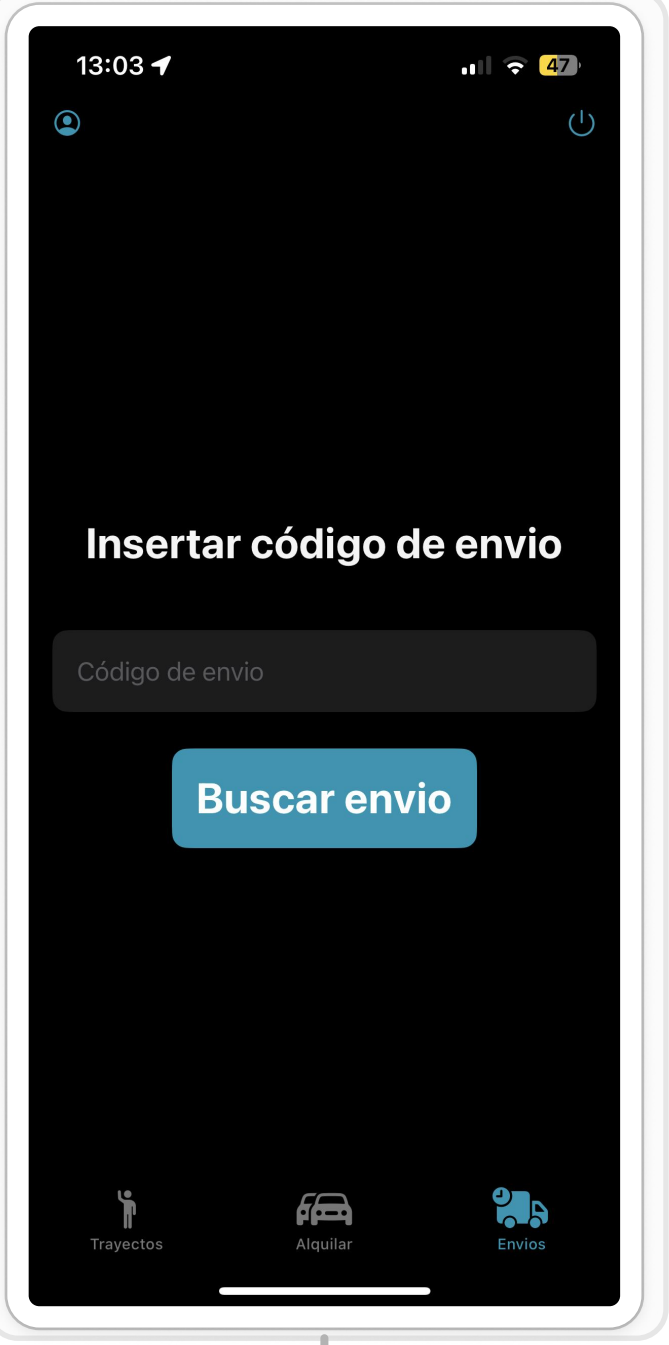 13:03
47
Insertar código de envio
Código de envio
Buscar envio
Trayectos
Alquilar
Envios